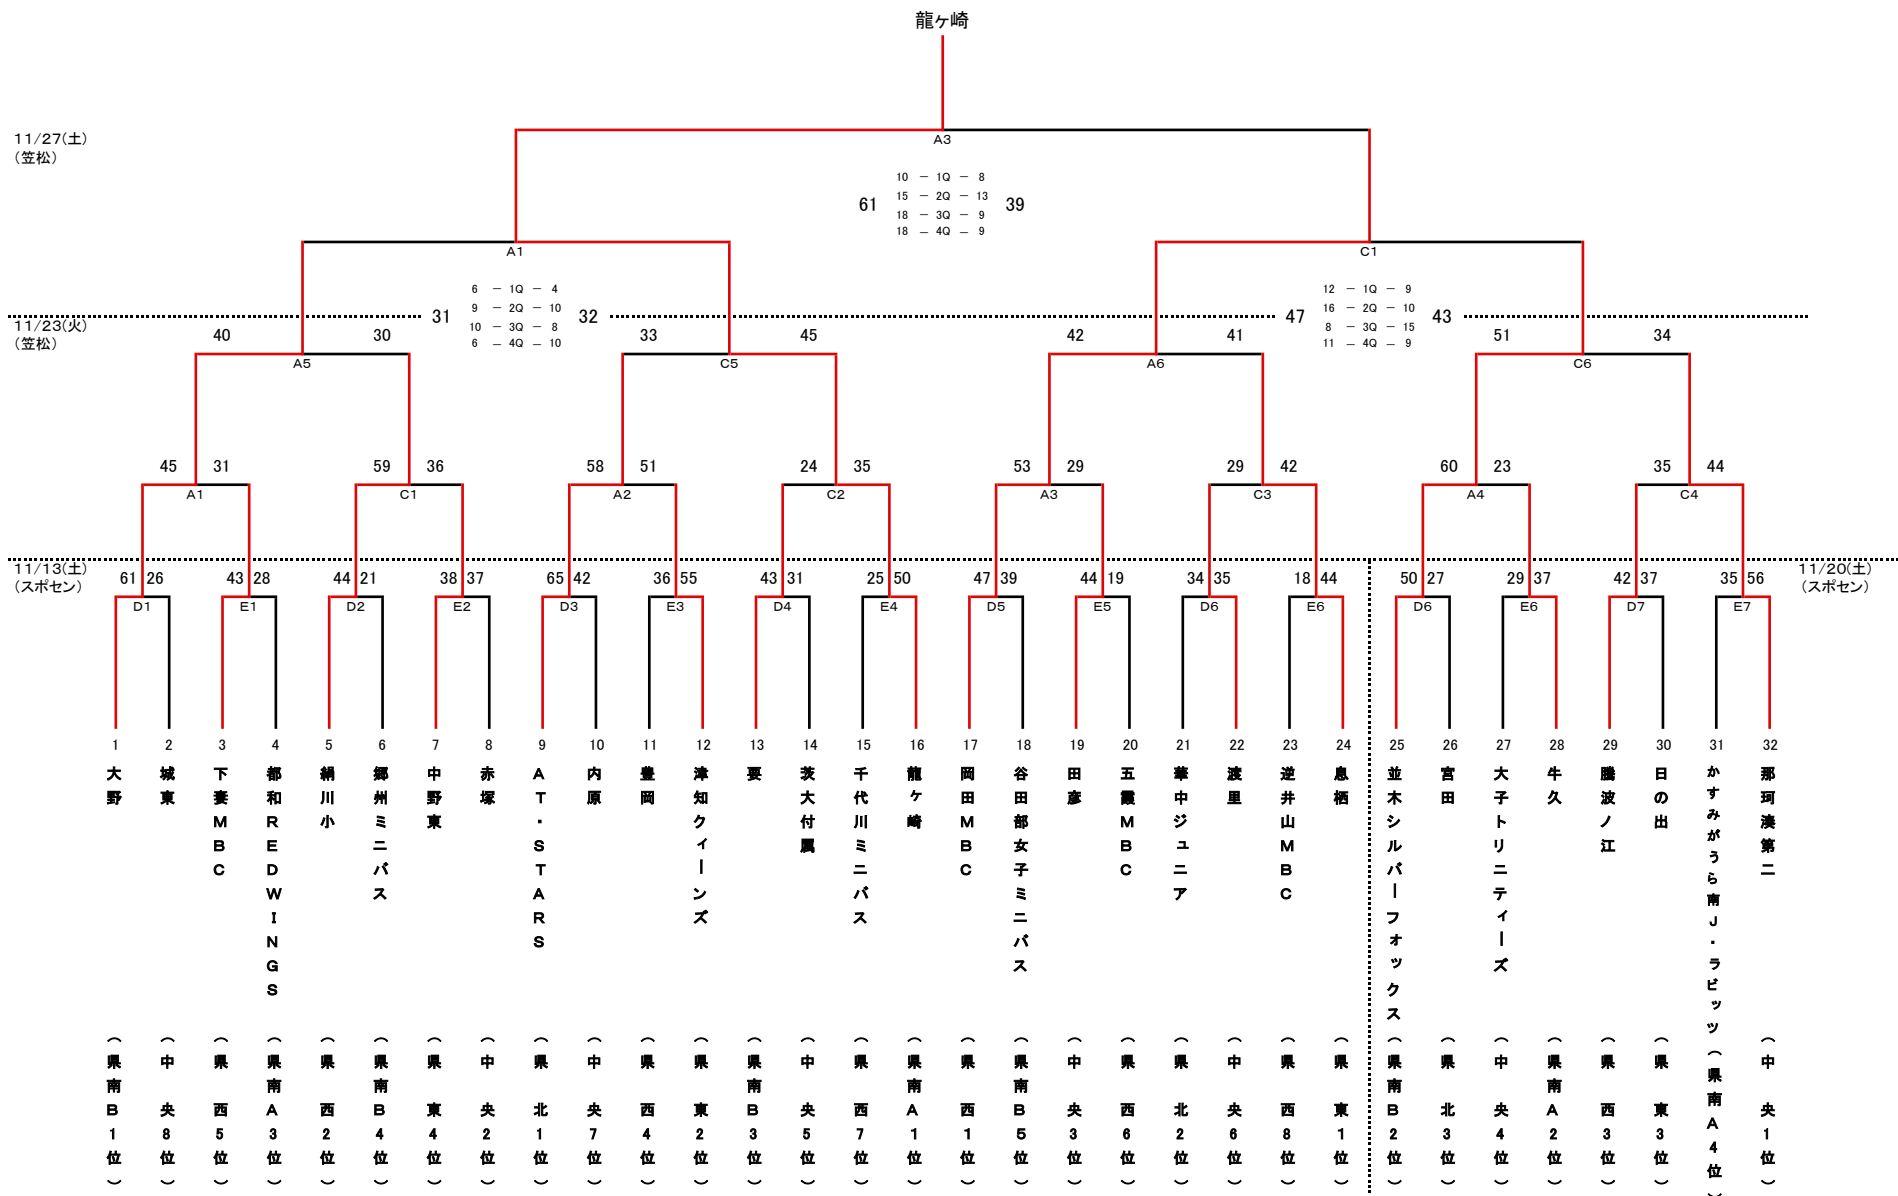 龍ヶ崎
11/27(土)
(笠松)
A3
10 － 1Q － 8
15 － 2Q － 13
18 － 3Q － 9
18 － 4Q － 9
61 39
A1 C1
6 － 1Q － 4
9 － 2Q － 10
10 － 3Q － 8
6 － 4Q － 10
31 32
12 － 1Q － 9
16 － 2Q － 10
8 － 3Q － 15
11 － 4Q － 9
47 43
11/23(火)
(笠松)
40 30 33 45 42 41 51 34
A5 C5 A6 C6
45 31 59 36 58 51 24 35 53 29 29 42 60 23 35 44
A1 C1 A2 C2 A3 C3 A4 C4
11/13(土)
(スポセン)
11/20(土)
(スポセン)
61 26 43 28 44 21 38 37 65 42 36 55 43 31 25 50 47 39 44 19 34 35 18 44 50 27 29 37 42 37 35 56
D1 E1 D2 E2 D3 E3 D4 E4 D5 E5 D6 E6 D6 E6 D7 E7
1 2 3 4 5 6 7 8 9 10 11 12 13 14 15 16 17 18 19 20 21 22 23 24 25 26 27 28 29 30 31 32
大野(県南B1位)
城東(中央8位)
下妻MBC(県西5位)
都和REDWINGS(県南A3位)
絹川小(県西2位)
郷州ミニバス(県南B4位)
中野東(県東4位)
赤塚(中央2位)
AT・STARS(県北1位)
内原(中央7位)
豊岡(県西4位)
津知クィーンズ(県東2位)
要(県南B3位)
茨大付属(中央5位)
千代川ミニバス(県西7位)
龍ヶ崎(県南A1位)
岡田MBC(県西1位)
谷田部女子ミニバス(県南B5位)
田彦(中央3位)
五霞MBC(県西6位)
華中ジュニア(県北2位)
渡里(中央6位)
逆井山MBC(県西8位)
息栖(県東1位)
並木シルバーフォックス(県南B2位)
宮田(県北3位)
大子トリニティーズ(中央4位)
牛久(県南A2位)
騰波ノ江(県西3位)
日の出(県東3位)
かすみがうら南J・ラビッツ(県南A4位)
那珂湊第二(中央1位)